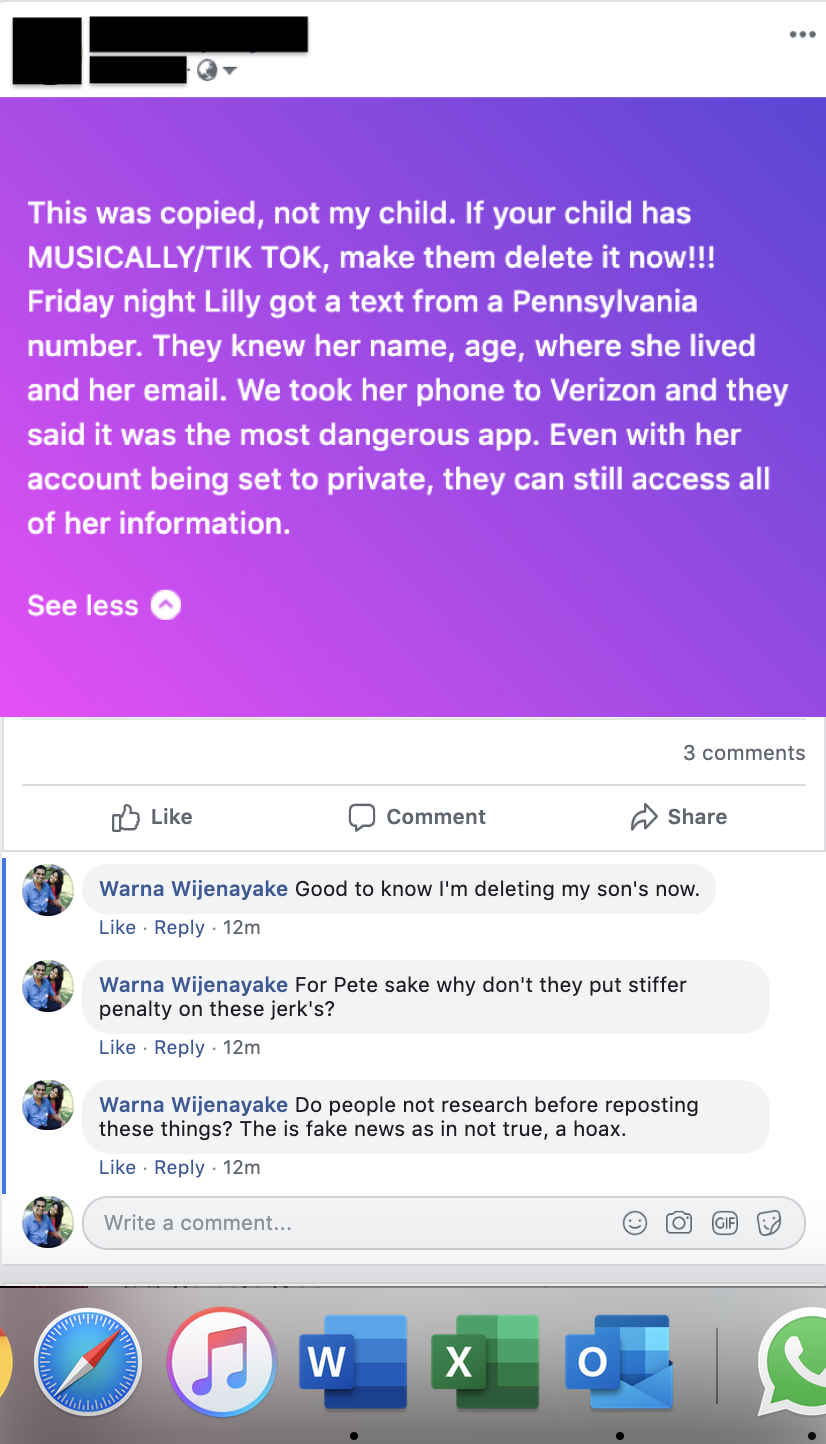 This was copied, not my child. If your child has
MUSICALLY/TIK TOK, make them delete it now!!!
Friday night Lilly got a text from a Pennsylvania
number. They knew her name, age, where she lived
and her email. We took her phone to Verizon and they
said it was the most dangerous app. Even with her
account being set to private, they can still access all
of her information.
See less
3 comments
Like Comment Share
Warna Wijenayake Good to know I'm deleting my son's now.
Like · Reply · 12m
Warna Wijenayake For Pete sake why don't they put stiffer
penalty on these jerk's?
Like · Reply · 12m
Warna Wijenayake Do people not research before reposting
these things? The is fake news as in not true, a hoax.
Like · Reply · 12m
Write a comment... GIF
W X O